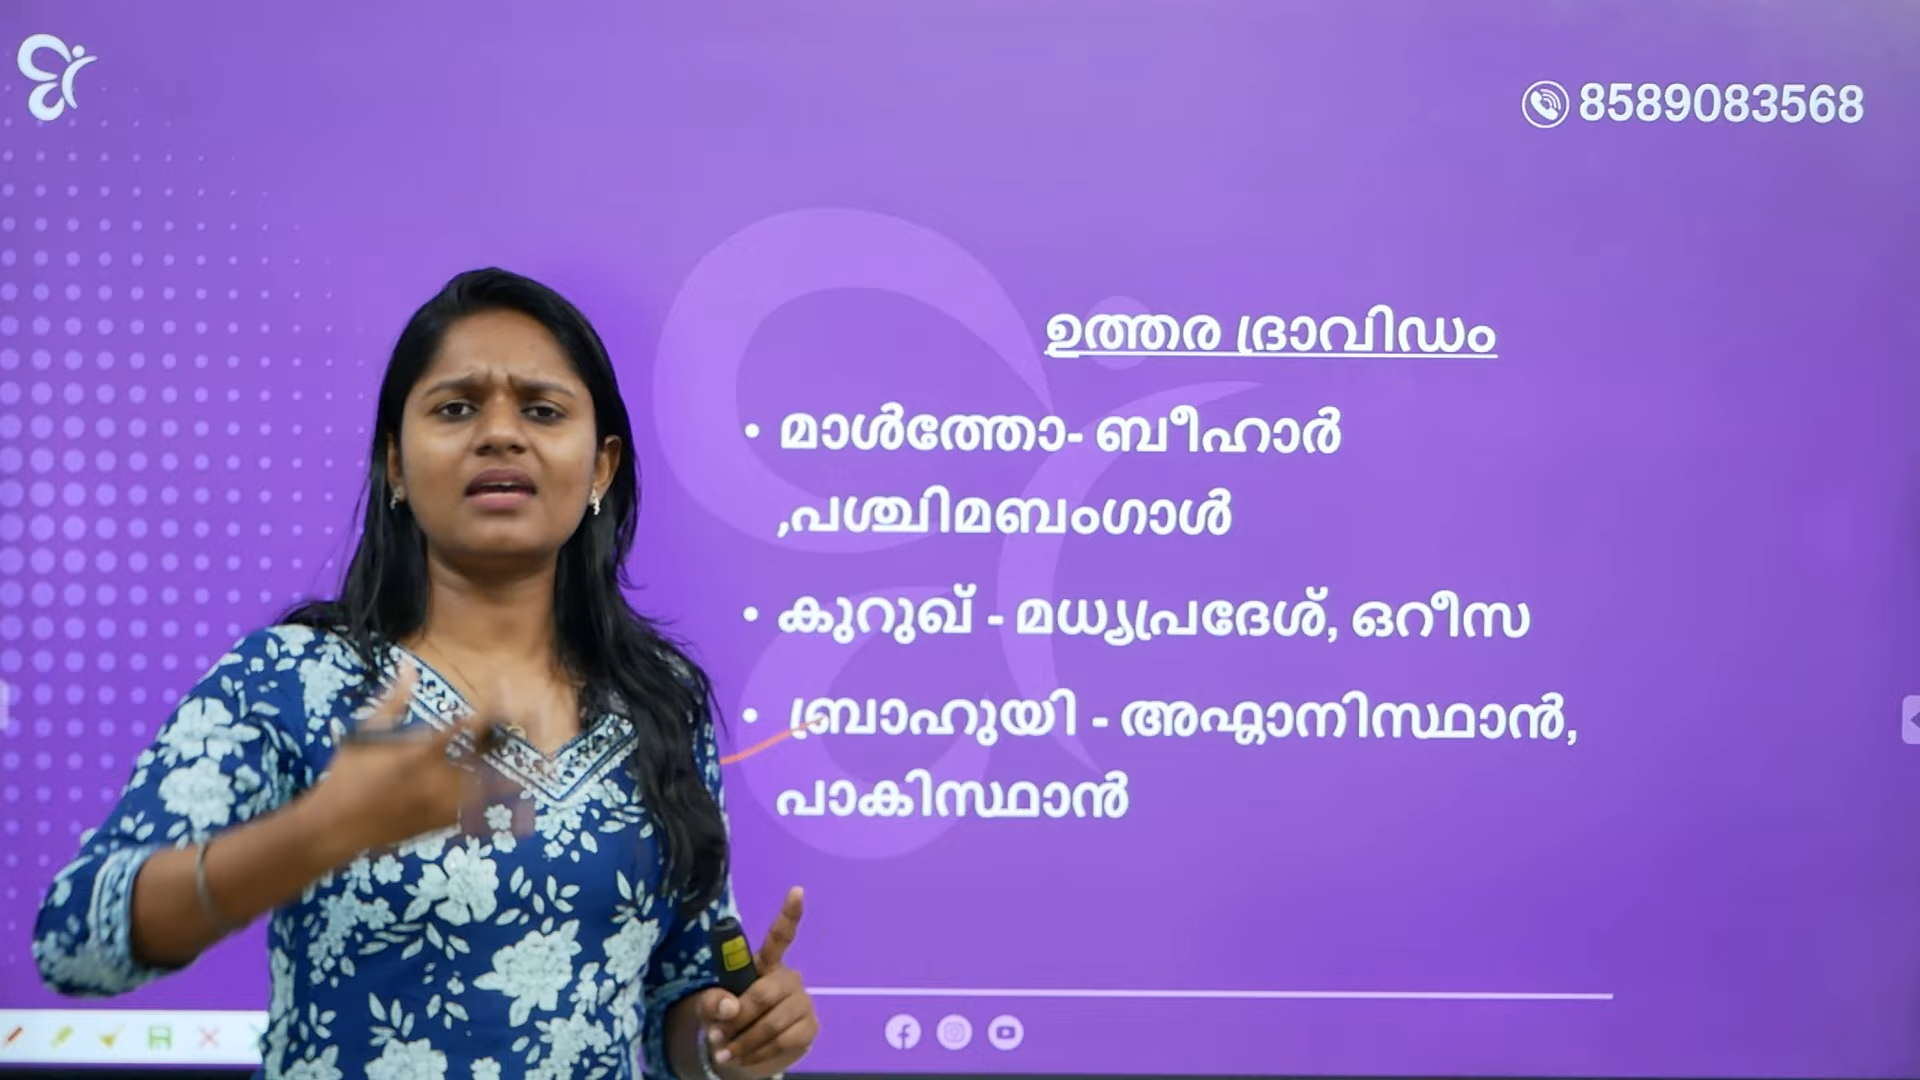 8589083568
ഉത്തര ദ്രാവിഡം
• മാൾത്തോ- ബീഹാർ
,പശ്ചിമബംഗാൾ
• കുറുഖ് - മധ്യപ്രദേശ്, ഒറീസ
• ബ്രാഹുയി - അഫ്ഗാനിസ്ഥാൻ,
പാകിസ്ഥാൻ